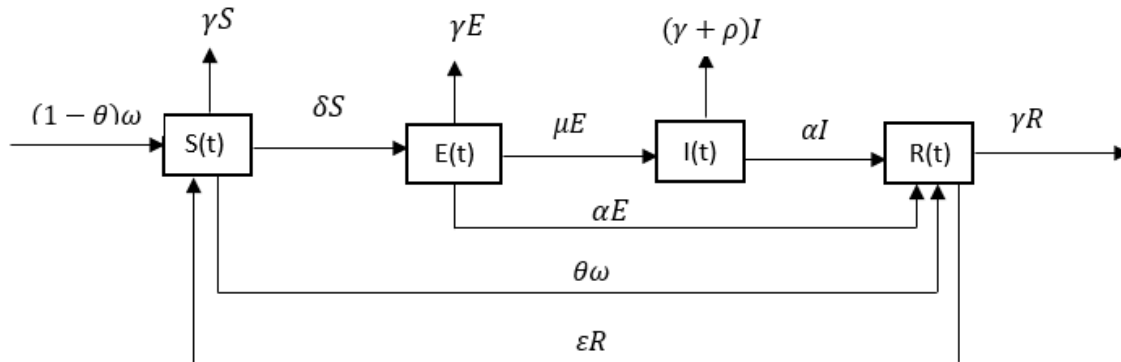 γS
γE
(γ + ρ)I
(1 − θ)ω
S(t)
δS
E(t)
μE
I(t)
αI
R(t)
γR
αE
θω
εR